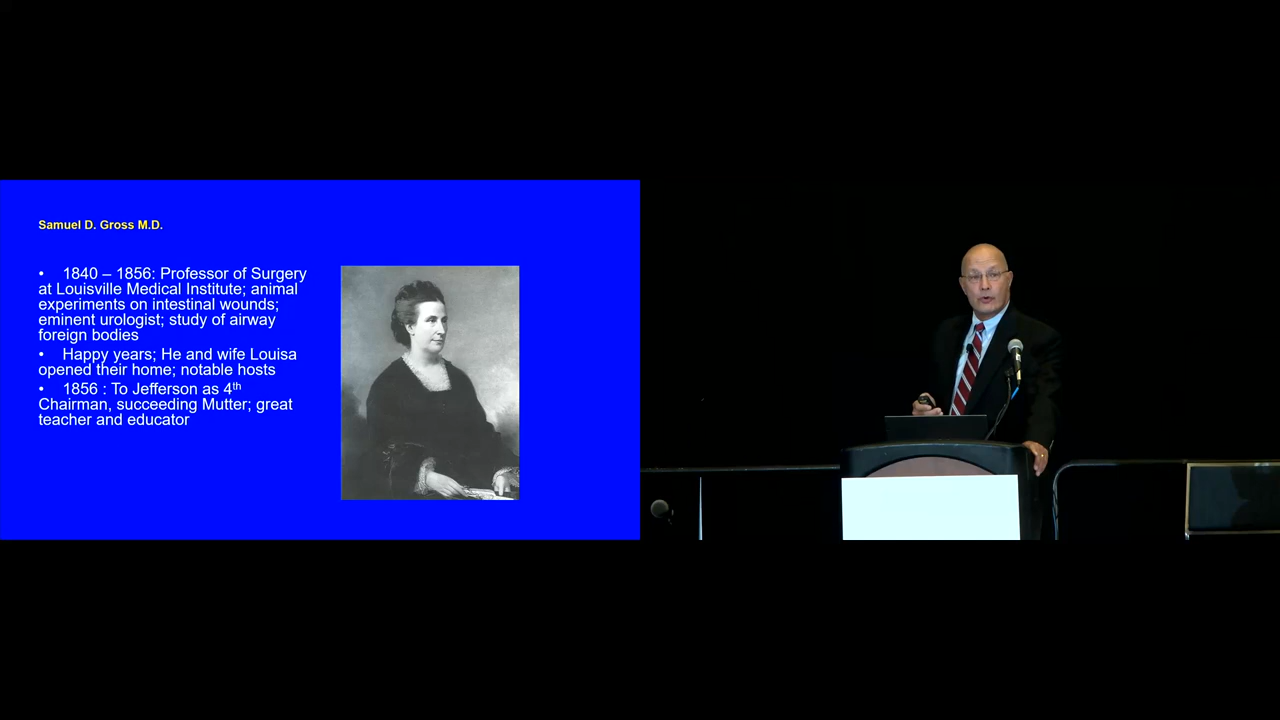 Samuel D. Gross M.D.
• 1840 – 1856: Professor of Surgery
at Louisville Medical Institute; animal
experiments on intestinal wounds;
eminent urologist; study of airway
foreign bodies
• Happy years; He and wife Louisa
opened their home; notable hosts
• 1856 : To Jefferson as 4th
Chairman, succeeding Mutter; great
teacher and educator